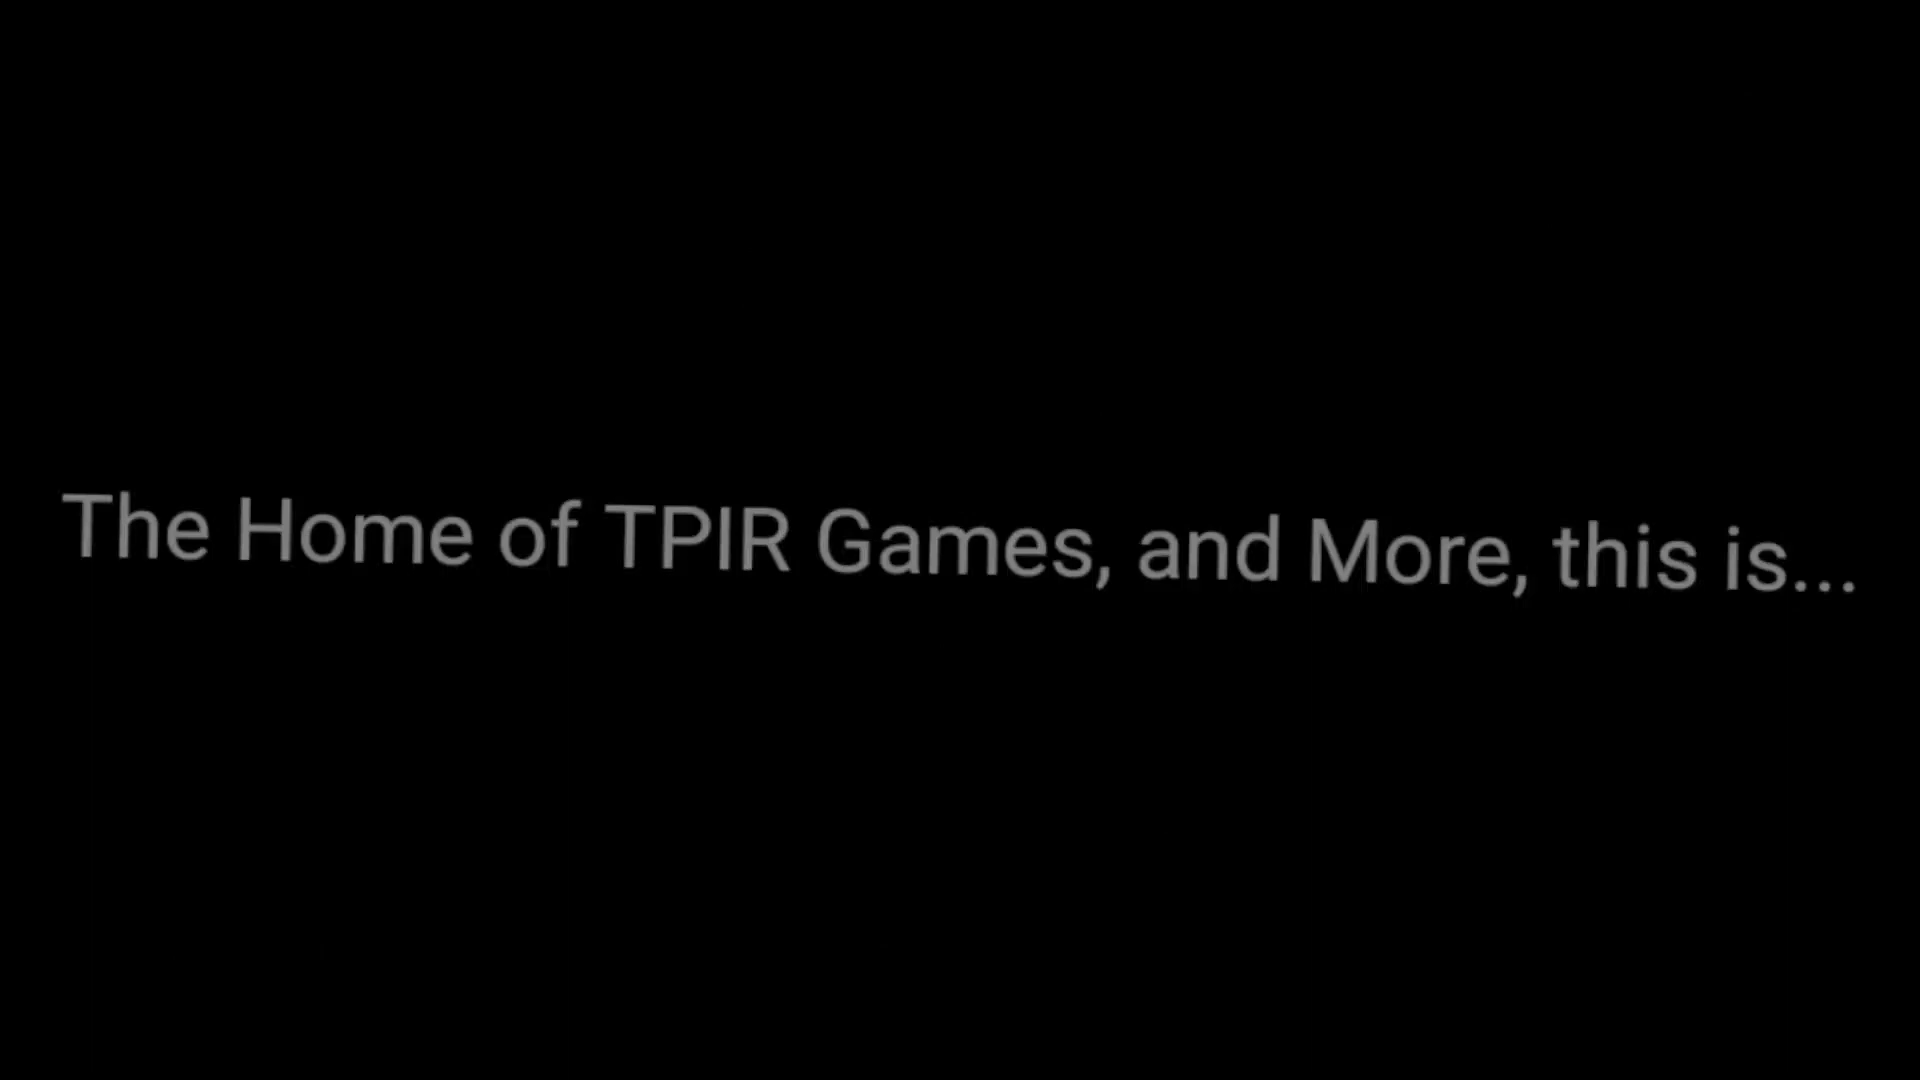 The Home of TPIR Games, and More, this is...